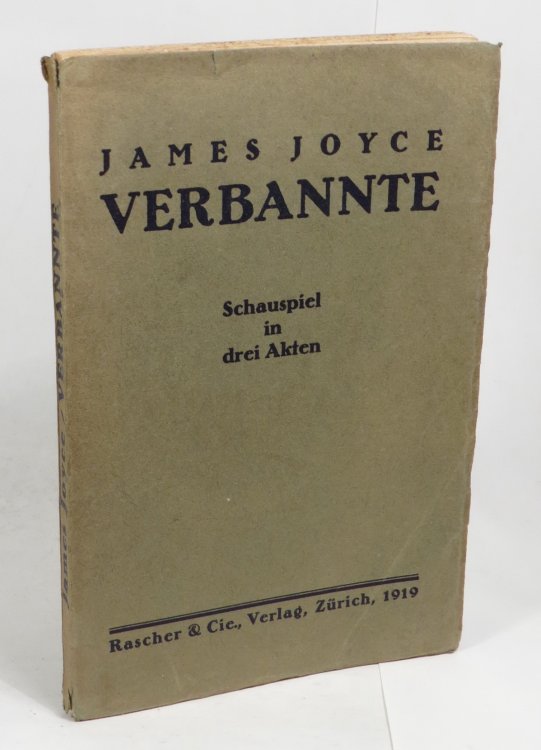 JAMES JOYCE
VERBANNTE
Schauspiel
in
drei Akten
Rascher & Cie., Verlag, Zürich, 1919
James Joyce / VERBANNTE